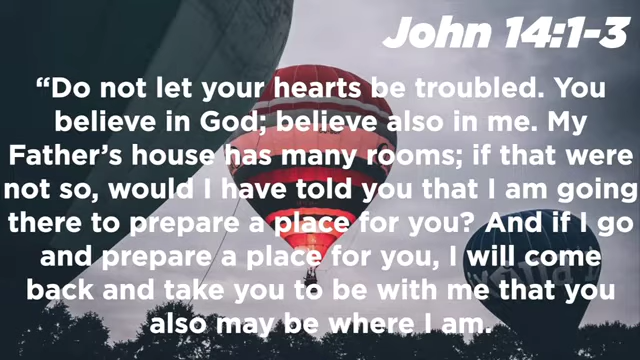 John 14:1-3
“Do not let your hearts be troubled. You
believe in God; believe also in me. My
Father’s house has many rooms; if that were
not so, would I have told you that I am going
there to prepare a place for you? And if I go
and prepare a place for you, I will come
back and take you to be with me that you
also may be where I am.